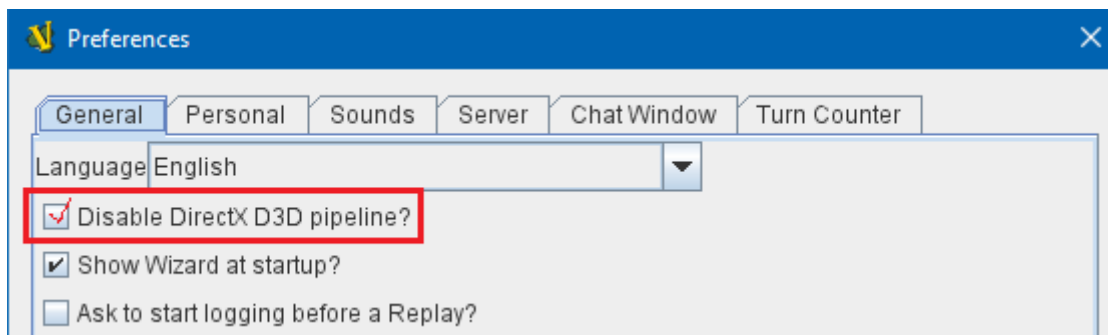 Preferences
General Personal Sounds Server Chat Window Turn Counter
Language English
Disable DirectX D3D pipeline?
Show Wizard at startup?
Ask to start logging before a Replay?